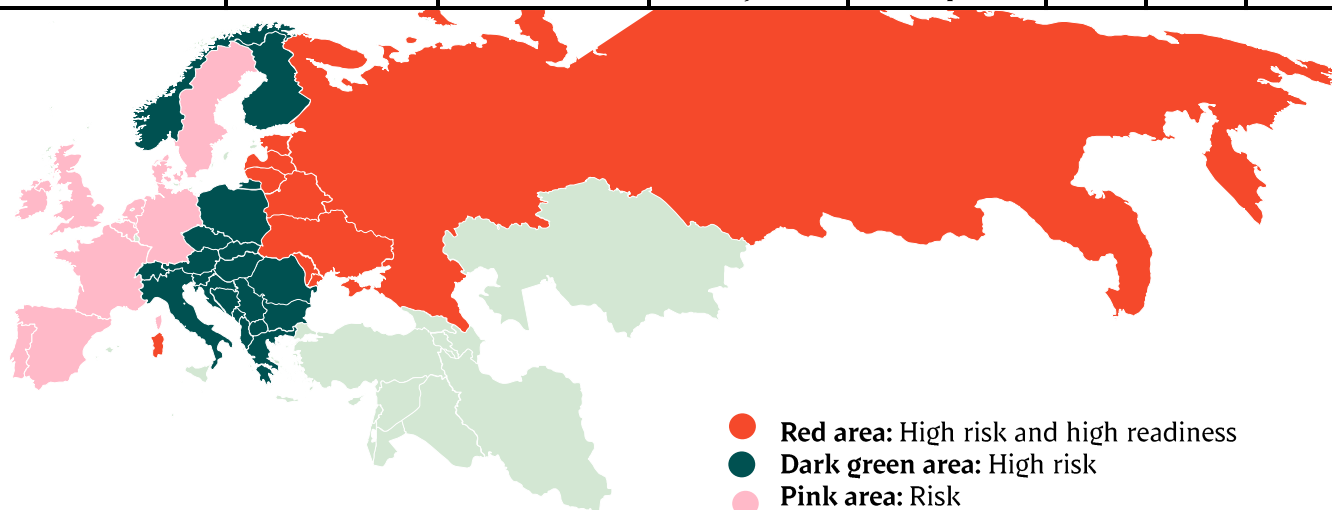 Red area: High risk and high readiness
Dark green area: High risk
Pink area: Risk